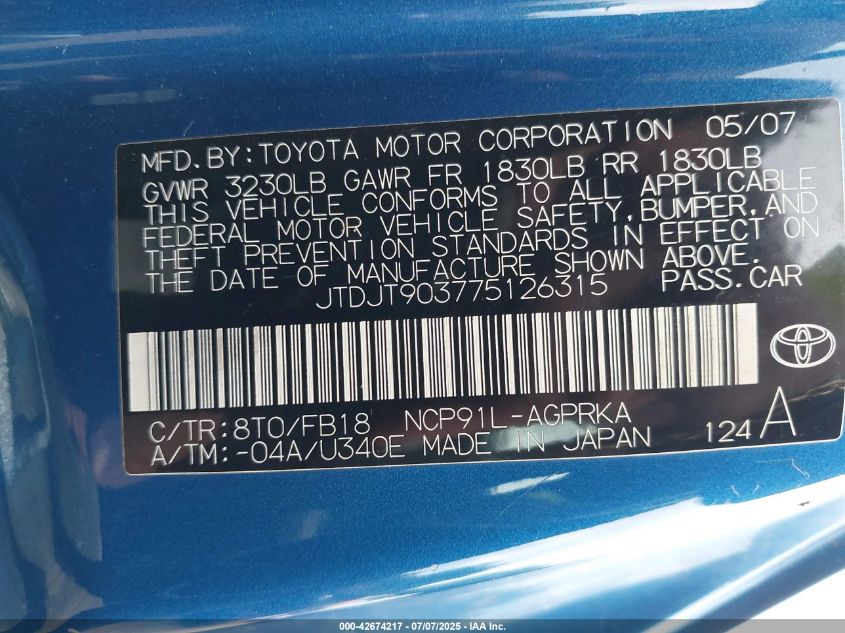 MFD. BY: TOYOTA MOTOR CORPORATION 05/07
GVWR 3230LB GAWR FR 1830LB RR 1830LB
THIS VEHICLE CONFORMS TO ALL APPLICABLE
FEDERAL MOTOR VEHICLE SAFETY, BUMPER, AND
THEFT PREVENTION STANDARDS IN EFFECT ON
THE DATE OF MANUFACTURE SHOWN ABOVE.
JTDJT903775126315 PASS. CAR
C/TR: 8T0/FB18 NCP91L-AGPRKA
A/TM: -04A/U340E MADE IN JAPAN 124 A
000-42674217 - 07/07/2025 - IAA Inc.